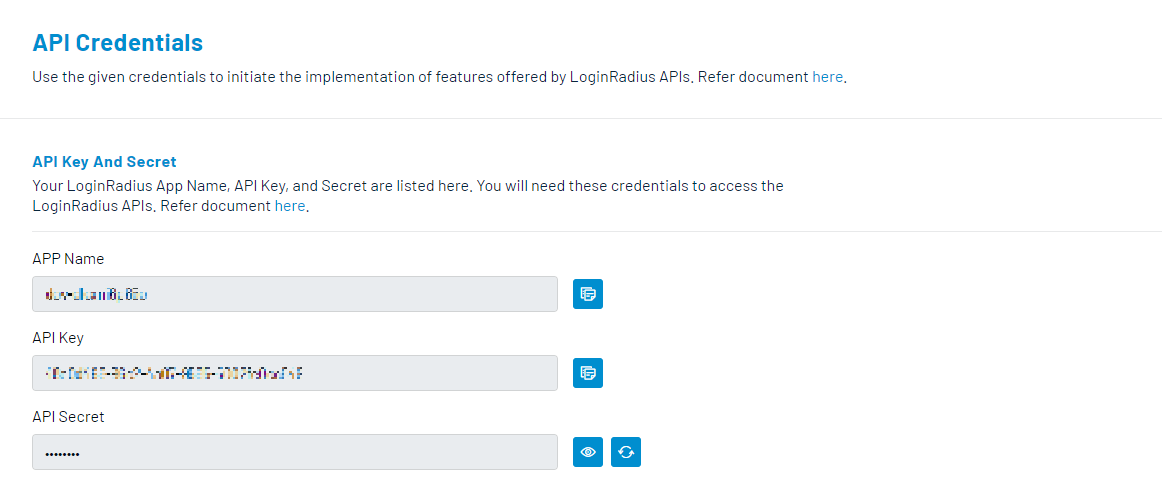 API Credentials
Use the given credentials to initiate the implementation of features offered by LoginRadius APIs. Refer document here.
API Key And Secret
Your LoginRadius App Name, API Key, and Secret are listed here. You will need these credentials to access the
LoginRadius APIs. Refer document here.
APP Name
API Key
API Secret
••••••••